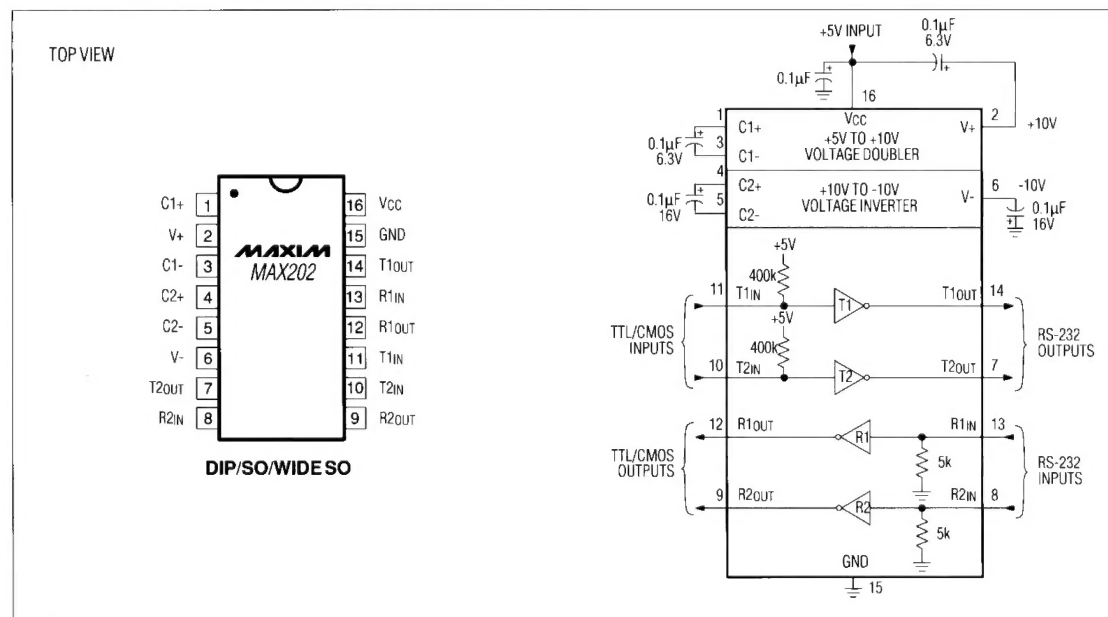 TOP VIEW
C1+ 1
V+ 2
C1- 3
C2+ 4
C2- 5
V- 6
T2OUT 7
R2IN 8
MAXIM
MAX202
16 VCC
15 GND
14 T1OUT
13 R1IN
12 R1OUT
11 T1IN
10 T2IN
9 R2OUT
DIP/SO/WIDE SO
+5V INPUT
0.1µF
6.3V
0.1µF
16
1
VCC
2
C1+
+5V TO +10V
V+
+10V
0.1µF
6.3V
3
C1-
VOLTAGE DOUBLER
4
C2+
+10V TO -10V
6
-10V
0.1µF
16V
5
V-
C2-
VOLTAGE INVERTER
0.1µF
16V
+5V
400k
11
T1IN
T1
T1OUT
14
+5V
TTL/CMOS
INPUTS
RS-232
OUTPUTS
400k
10
T2IN
T2
T2OUT
7
12
R1OUT
R1
R1IN
13
5k
TTL/CMOS
OUTPUTS
RS-232
INPUTS
9
R2OUT
R2
R2IN
8
5k
GND
15